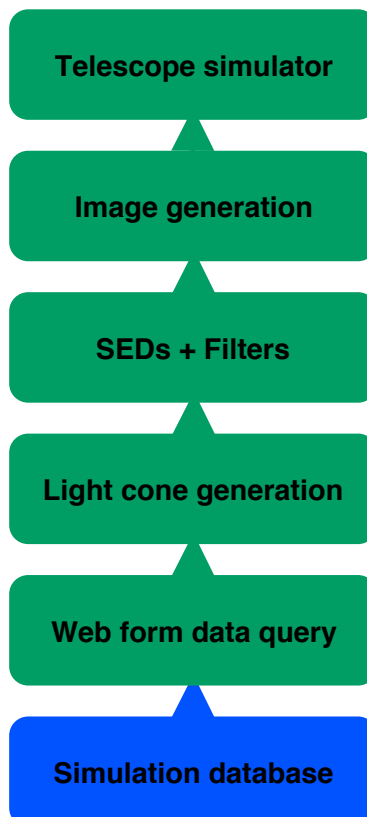 Telescope simulator
Image generation
SEDs + Filters
Light cone generation
Web form data query
Simulation database